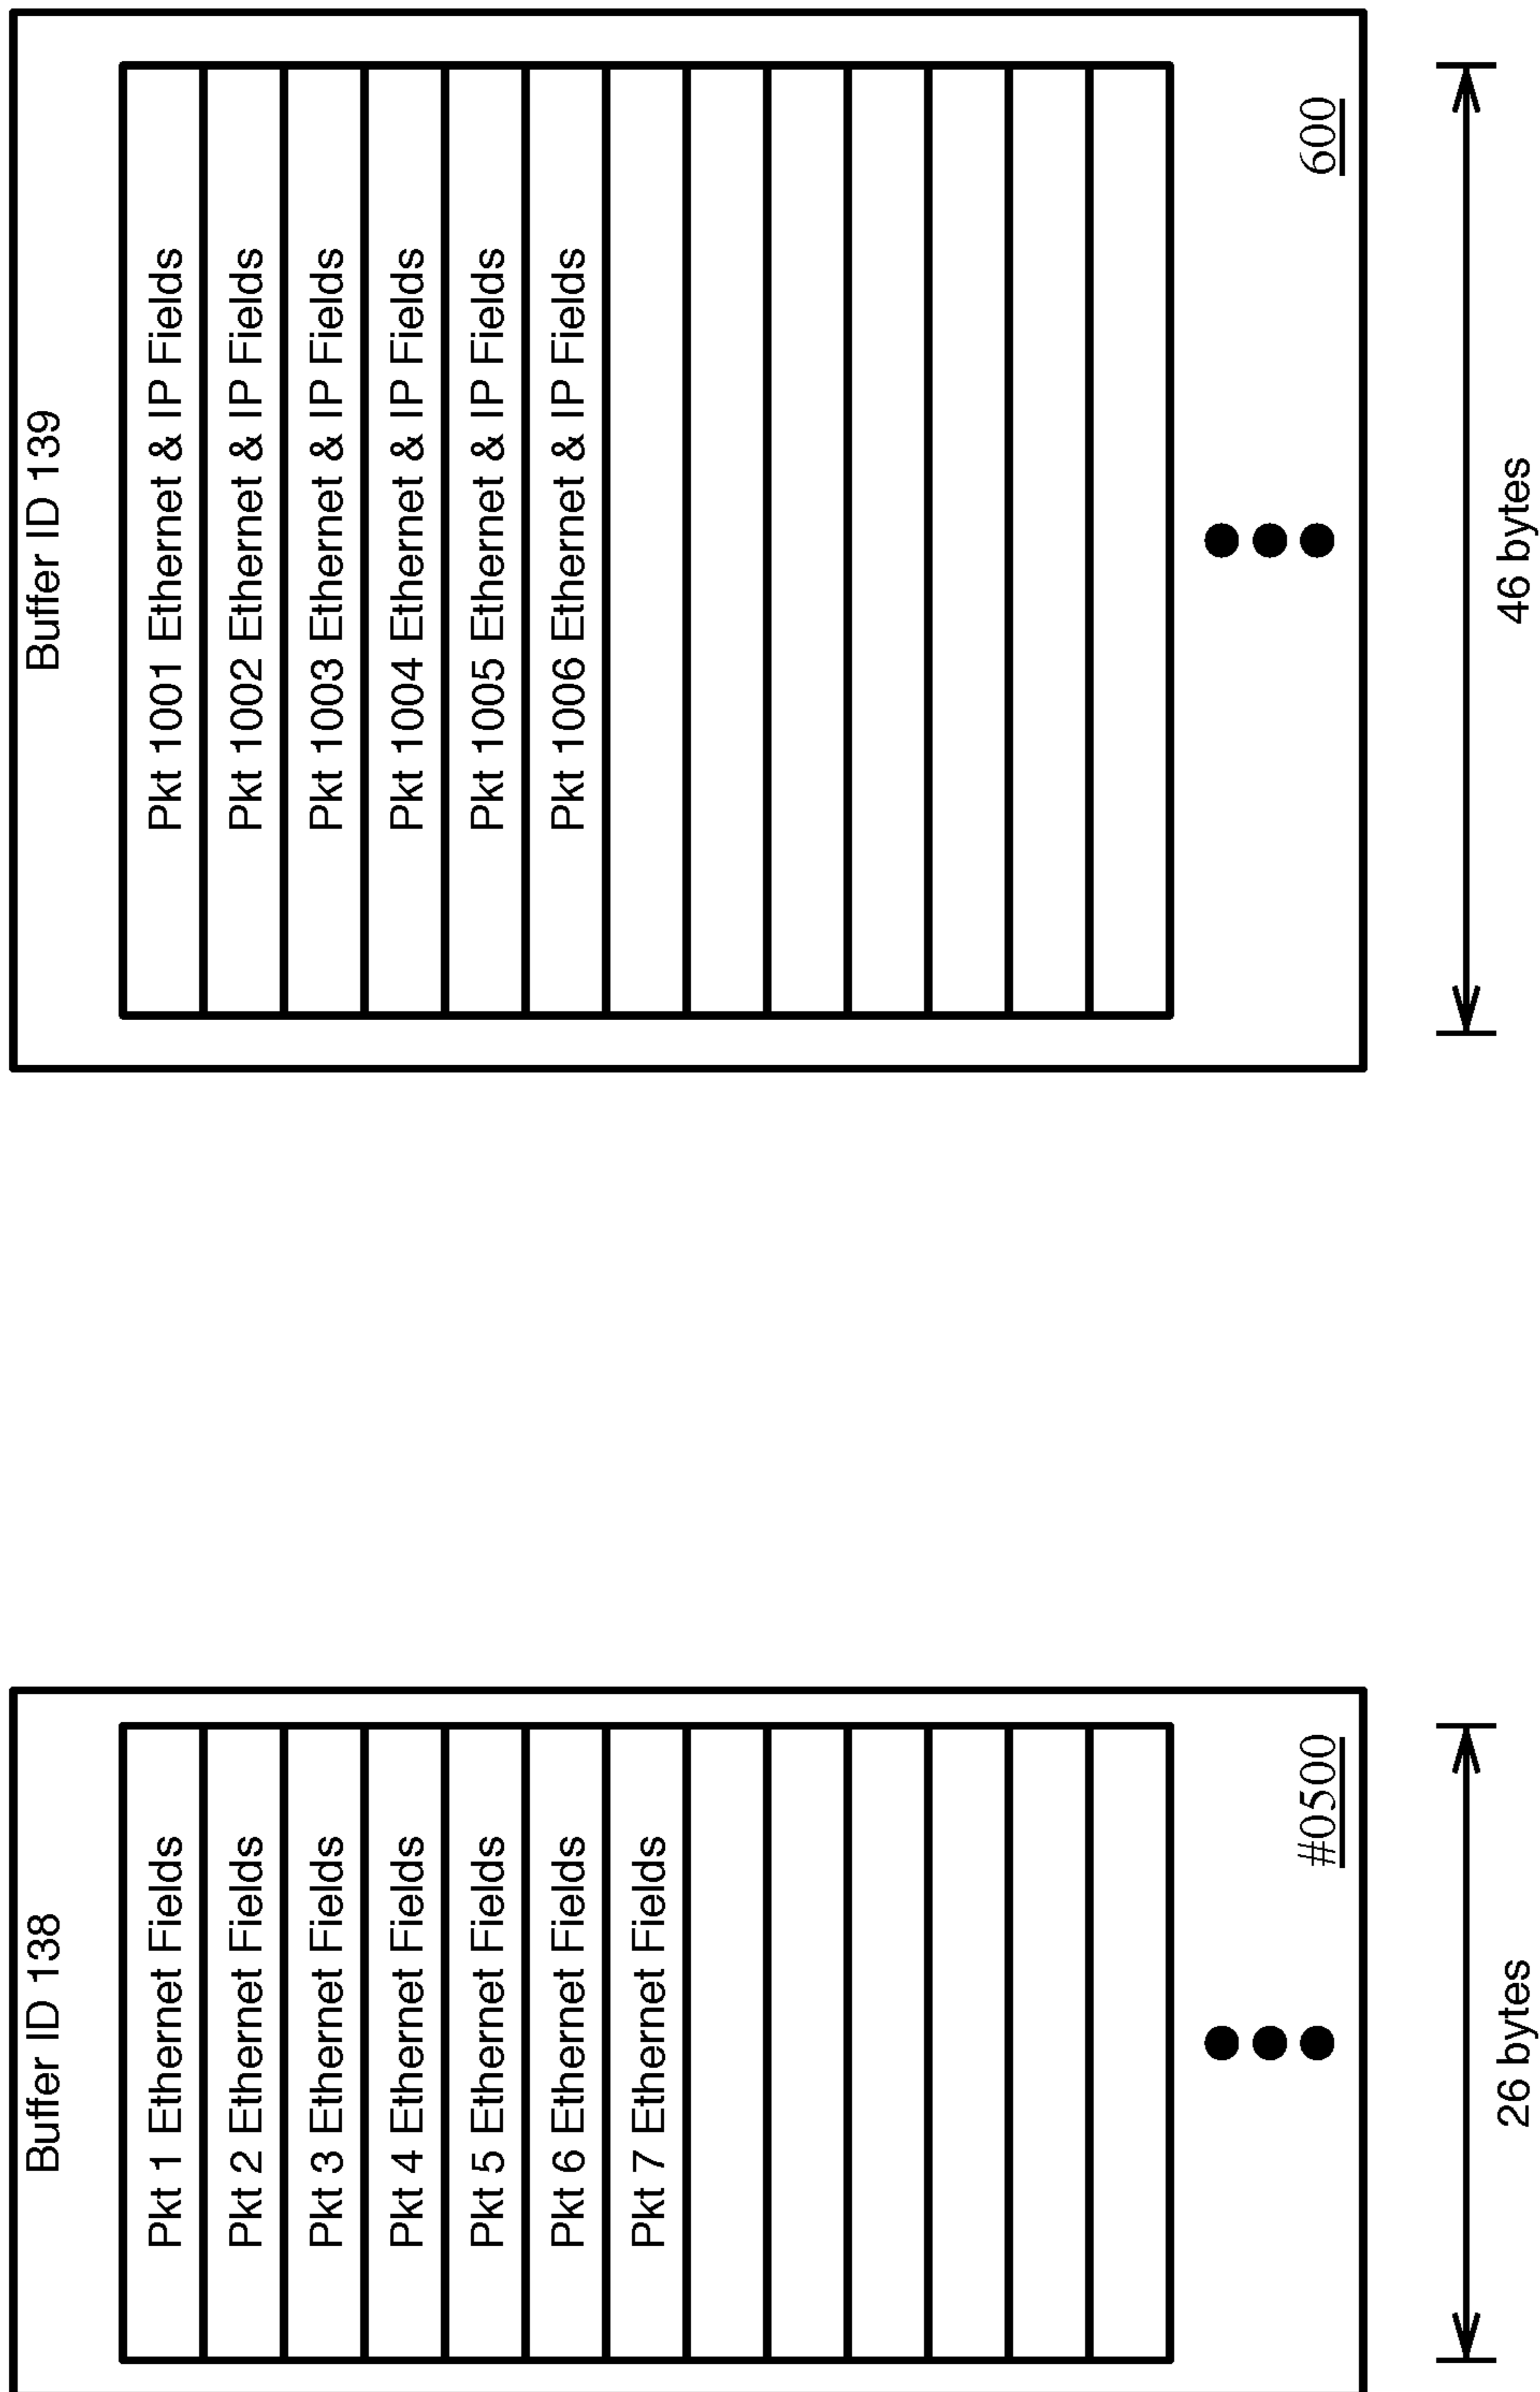 Buffer ID 138
Pkt 1 Ethernet Fields
Pkt 2 Ethernet Fields
Pkt 3 Ethernet Fields
Pkt 4 Ethernet Fields
Pkt 5 Ethernet Fields
Pkt 6 Ethernet Fields
Pkt 7 Ethernet Fields
#0500
26 bytes
Buffer ID 139
Pkt 1001 Ethernet & IP Fields
Pkt 1002 Ethernet & IP Fields
Pkt 1003 Ethernet & IP Fields
Pkt 1004 Ethernet & IP Fields
Pkt 1005 Ethernet & IP Fields
Pkt 1006 Ethernet & IP Fields
600
46 bytes